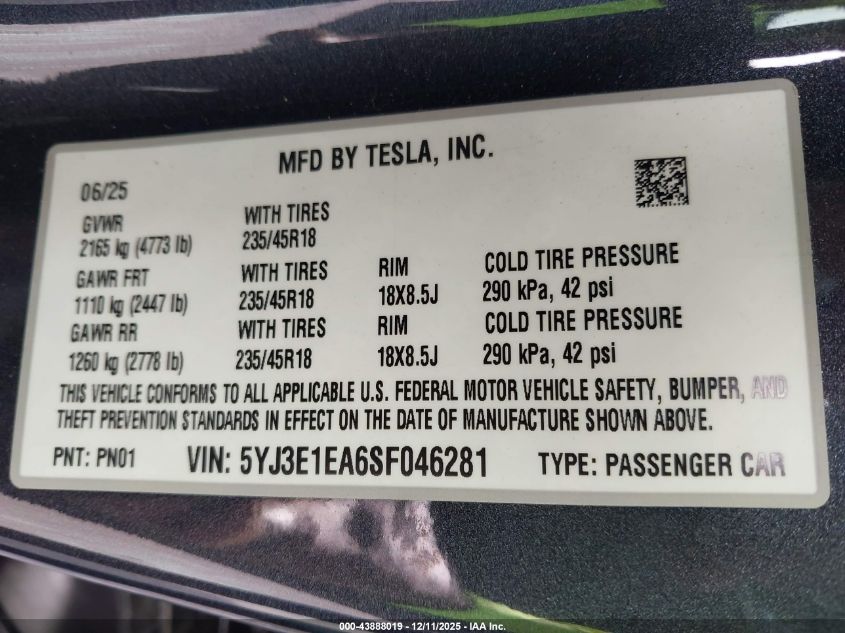 MFD BY TESLA, INC.
06/25
GVWR WITH TIRES
2165 kg (4773 lb) 235/45R18
GAWR FRT WITH TIRES RIM COLD TIRE PRESSURE
1110 kg (2447 lb) 235/45R18 18X8.5J 290 kPa, 42 psi
GAWR RR WITH TIRES RIM COLD TIRE PRESSURE
1260 kg (2778 lb) 235/45R18 18X8.5J 290 kPa, 42 psi
THIS VEHICLE CONFORMS TO ALL APPLICABLE U.S. FEDERAL MOTOR VEHICLE SAFETY, BUMPER, AND
THEFT PREVENTION STANDARDS IN EFFECT ON THE DATE OF MANUFACTURE SHOWN ABOVE.
PNT: PN01 VIN: 5YJ3E1EA6SF046281 TYPE: PASSENGER CAR
000-43888019 - 12/11/2025 - IAA Inc.